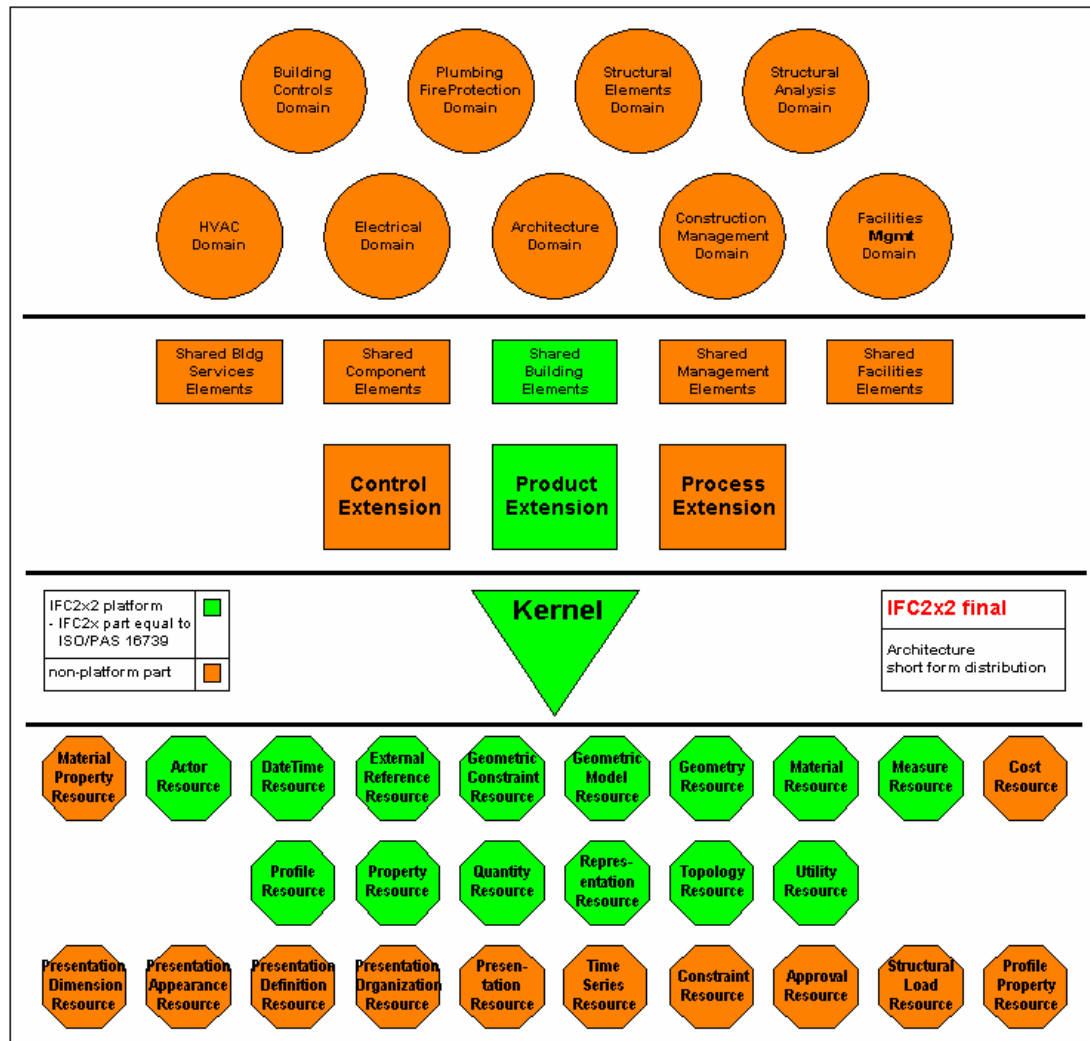 Building
Controls
Domain
Plumbing
FireProtection
Domain
Structural
Elements
Domain
Structural
Analysis
Domain
HVAC
Domain
Electrical
Domain
Architecture
Domain
Construction
Management
Domain
Facilities
Mgmt
Domain
Shared Bldg
Services
Elements
Shared
Component
Elements
Shared
Building
Elements
Shared
Management
Elements
Shared
Facilities
Elements
Control
Extension
Product
Extension
Process
Extension
IFC2x2 platform
- IFC2x part equal to
ISO/PAS 16739
non-platform part
Kernel
IFC2x2 final
Architecture
short form distribution
Material
Property
Resource
Actor
Resource
DateTime
Resource
External
Reference
Resource
Geometric
Constraint
Resource
Geometric
Model
Resource
Geometry
Resource
Material
Resource
Measure
Resource
Cost
Resource
Profile
Resource
Property
Resource
Quantity
Resource
Repres-
entation
Resource
Topology
Resource
Utility
Resource
Presentation
Dimension
Resource
Presentation
Appearance
Resource
Presentation
Definition
Resource
Presentation
Organization
Resource
Presen-
tation
Resource
Time
Series
Resource
Constraint
Resource
Approval
Resource
Structural
Load
Resource
Profile
Property
Resource